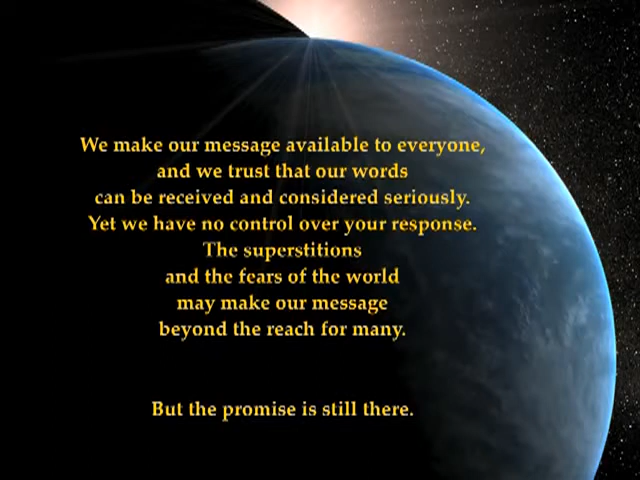 We make our message available to everyone,
and we trust that our words
can be received and considered seriously.
Yet we have no control over your response.
The superstitions
and the fears of the world
may make our message
beyond the reach for many.
But the promise is still there.